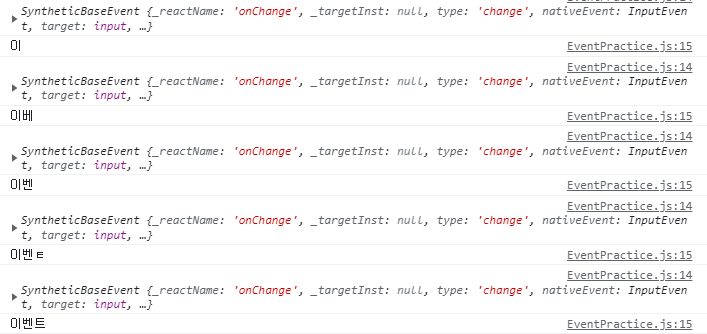 SyntheticBaseEvent {_reactName: 'onChange', _targetInst: null, type: 'change', nativeEvent: InputEven
t, target: input, …}
이 EventPractice.js:15
EventPractice.js:14
SyntheticBaseEvent {_reactName: 'onChange', _targetInst: null, type: 'change', nativeEvent: InputEven
t, target: input, …}
이베 EventPractice.js:15
EventPractice.js:14
SyntheticBaseEvent {_reactName: 'onChange', _targetInst: null, type: 'change', nativeEvent: InputEven
t, target: input, …}
이벤 EventPractice.js:15
EventPractice.js:14
SyntheticBaseEvent {_reactName: 'onChange', _targetInst: null, type: 'change', nativeEvent: InputEven
t, target: input, …}
이벤ㅌ EventPractice.js:15
EventPractice.js:14
SyntheticBaseEvent {_reactName: 'onChange', _targetInst: null, type: 'change', nativeEvent: InputEven
t, target: input, …}
이벤트 EventPractice.js:15